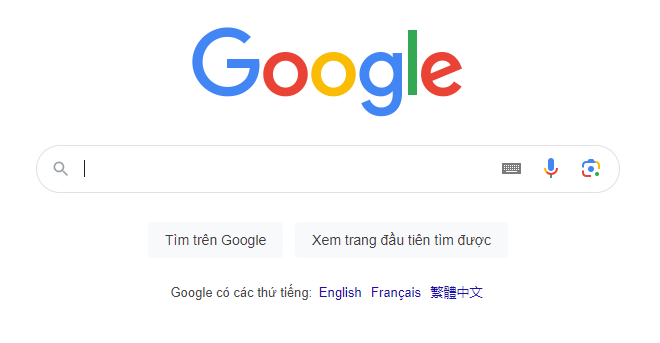 Google
Tìm trên Google
Xem trang đầu tiên tìm được
Google có các thứ tiếng: English Français 繁體中文